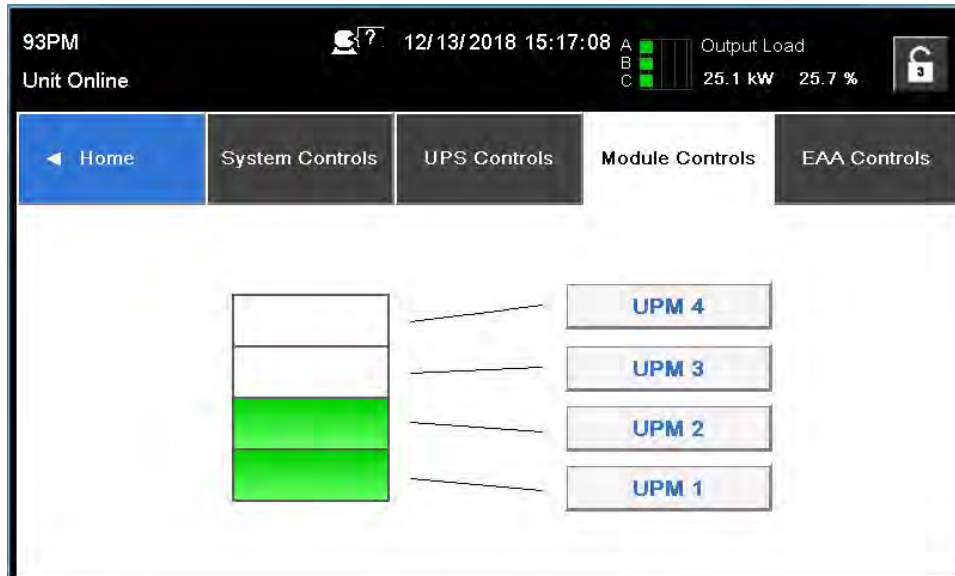 93PM
Unit Online
?
12/13/2018 15:17:08
A
B
C
Output Load
25.1 kW 25.7 %
3
◄ Home
System Controls
UPS Controls
Module Controls
EAA Controls
UPM 4
UPM 3
UPM 2
UPM 1